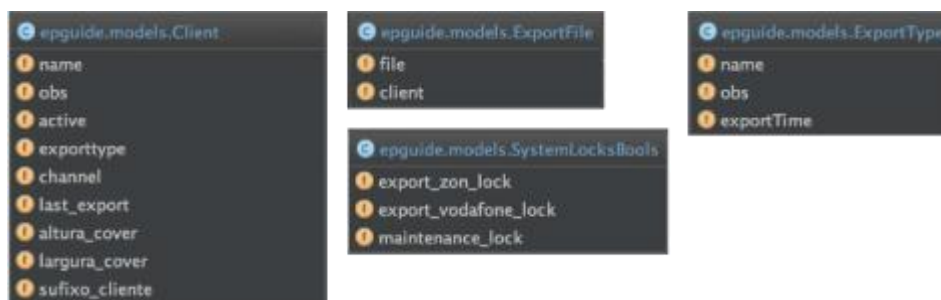 epguide.models.Client
name
obs
active
exporttype
channel
last_export
altura_cover
largura_cover
sufixo_cliente
epguide.models.ExportFile
file
client
epguide.models.SystemLocksBools
export_zon_lock
export_vodafone_lock
maintenance_lock
epguide.models.ExportType
name
obs
exportTime